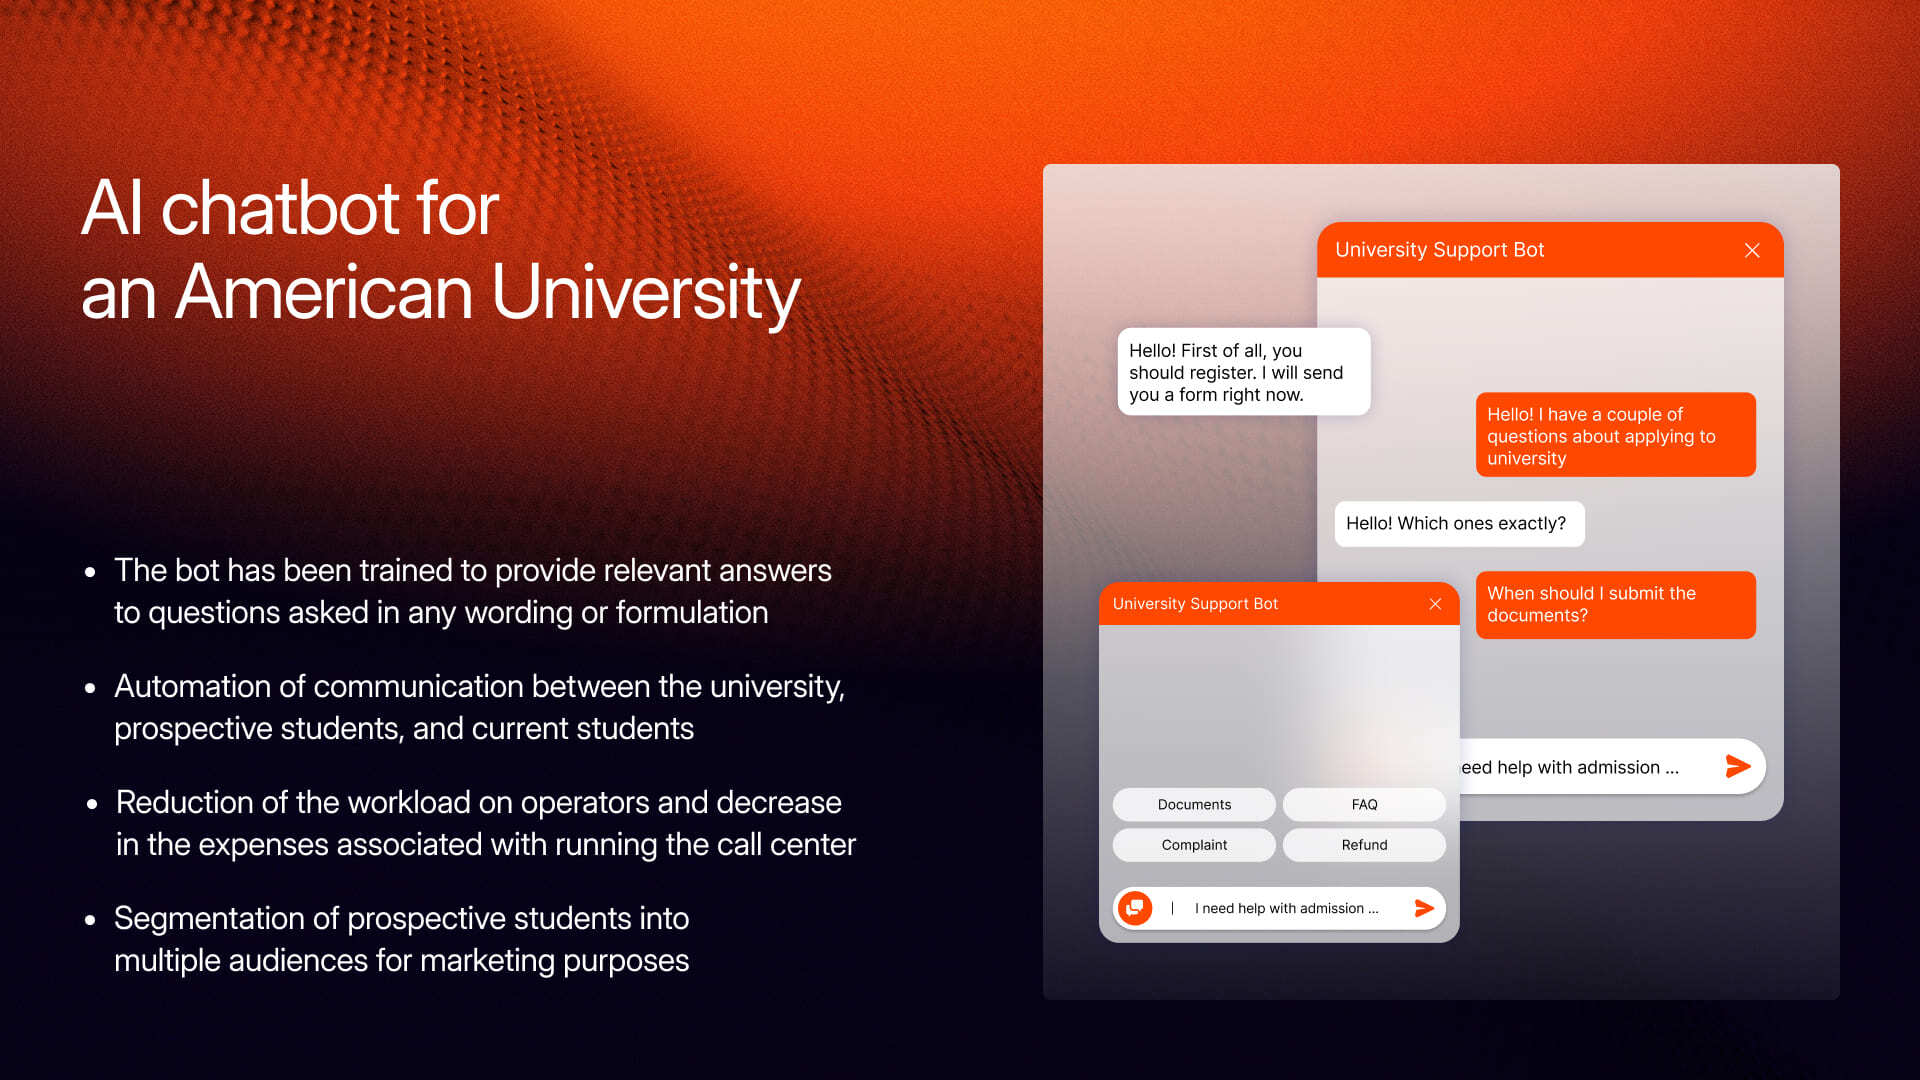 AI chatbot for
an American University
• The bot has been trained to provide relevant answers
to questions asked in any wording or formulation
• Automation of communication between the university,
prospective students, and current students
• Reduction of the workload on operators and decrease
in the expenses associated with running the call center
• Segmentation of prospective students into
multiple audiences for marketing purposes
University Support Bot
Hello! First of all, you
should register. I will send
you a form right now.
Hello! I have a couple of
questions about applying to
university
Hello! Which ones exactly?
When should I submit the
documents?
eed help with admission ...
University Support Bot
Documents
FAQ
Complaint
Refund
I need help with admission ...